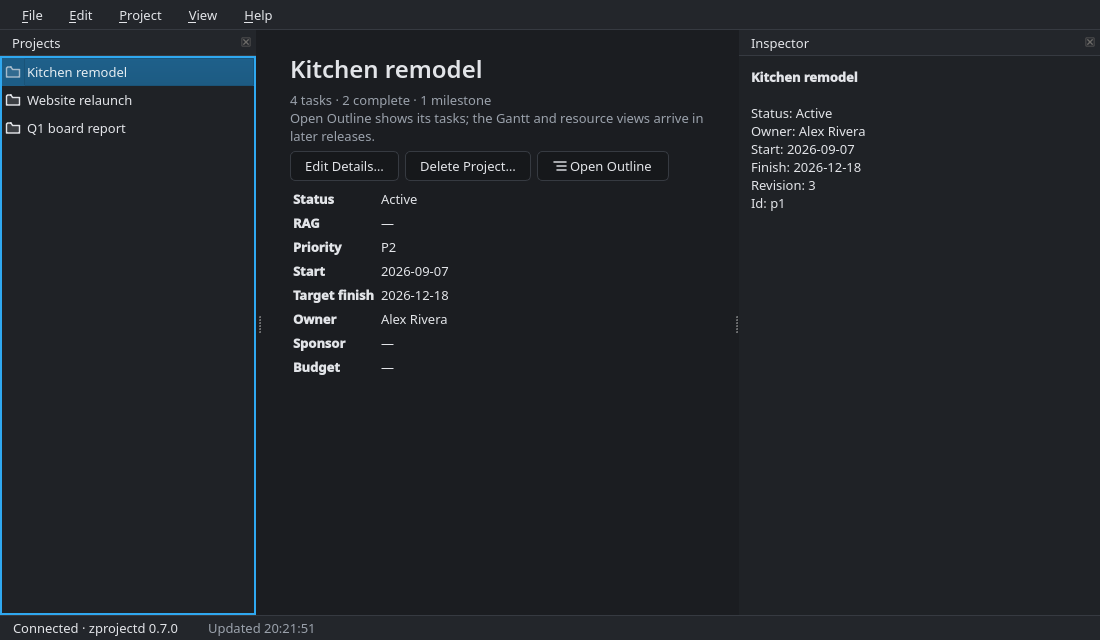 File Edit Project View Help
Projects
Kitchen remodel
Website relaunch
Q1 board report
Kitchen remodel
4 tasks · 2 complete · 1 milestone
Open Outline shows its tasks; the Gantt and resource views arrive in
later releases.
Edit Details... Delete Project... Open Outline
Status Active
RAG —
Priority P2
Start 2026-09-07
Target finish 2026-12-18
Owner Alex Rivera
Sponsor —
Budget —
Inspector
Kitchen remodel
Status: Active
Owner: Alex Rivera
Start: 2026-09-07
Finish: 2026-12-18
Revision: 3
Id: p1
Connected · zprojectd 0.7.0 Updated 20:21:51